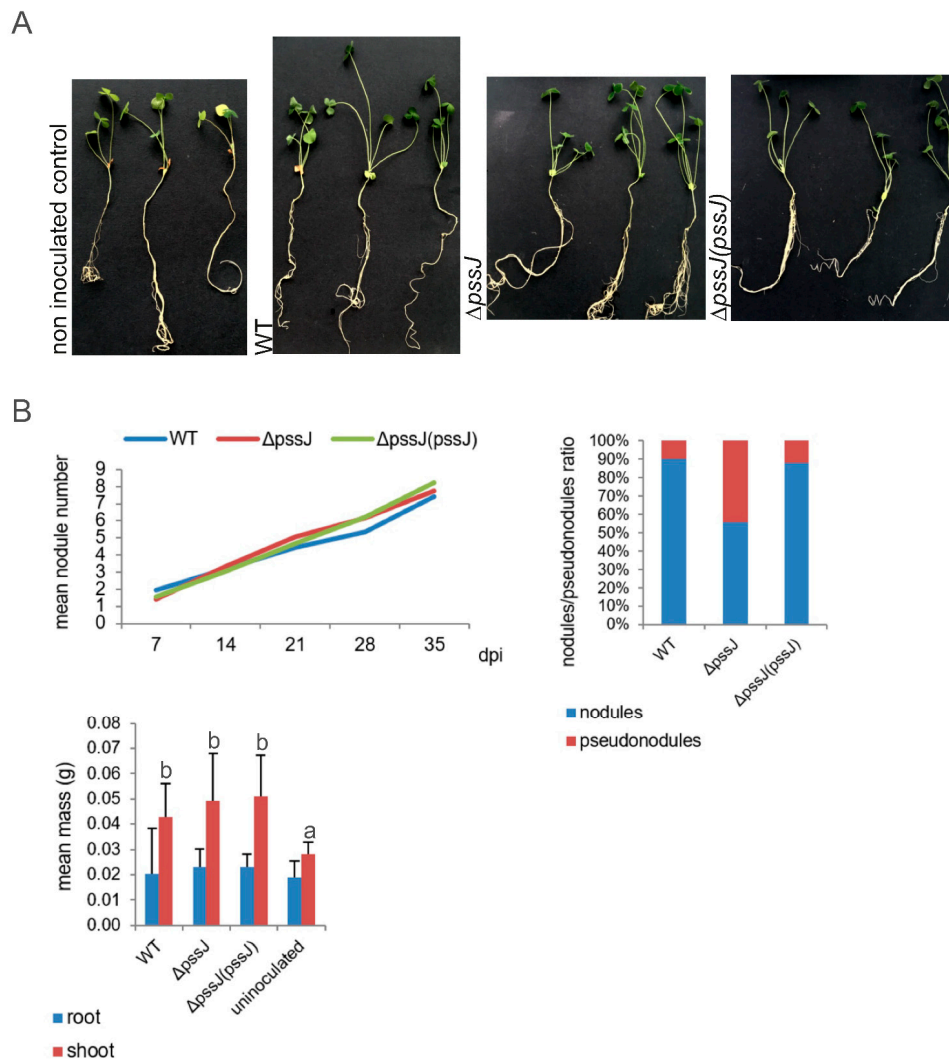 A
non inoculated control
WT
ΔpssJ
ΔpssJ(pssJ)
B
WT ΔpssJ ΔpssJ(pssJ)
mean nodule number
9
8
7
6
5
4
3
2
1
0
7 14 21 28 35
dpi
nodules/pseudonodules ratio
100%
90%
80%
70%
60%
50%
40%
30%
20%
10%
0%
WT
ΔpssJ
ΔpssJ(pssJ)
nodules
pseudonodules
mean mass (g)
0.08
0.07
0.06
0.05
0.04
0.03
0.02
0.01
0.00
b b b a
WT
ΔpssJ
ΔpssJ(pssJ)
uninoculated
root
shoot